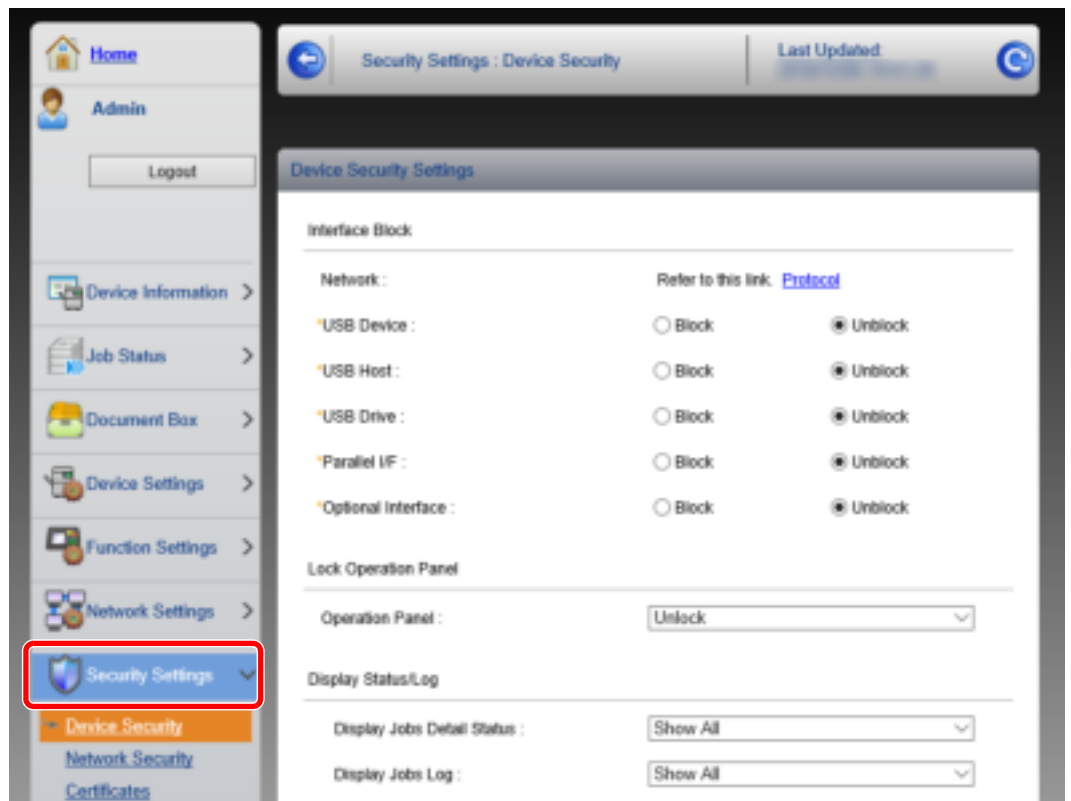 Home
Admin
Logout
Device Information
Job Status
Document Box
Device Settings
Function Settings
Network Settings
Security Settings
Device Security
Network Security
Certificates
Security Settings : Device Security
Last Updated:
Device Security Settings
Interface Block
Network : Refer to this link. Protocol
*USB Device : Block Unblock
*USB Host : Block Unblock
*USB Drive : Block Unblock
*Parallel I/F : Block Unblock
*Optional Interface : Block Unblock
Lock Operation Panel
Operation Panel : Unlock
Display Status/Log
Display Jobs Detail Status : Show All
Display Jobs Log : Show All